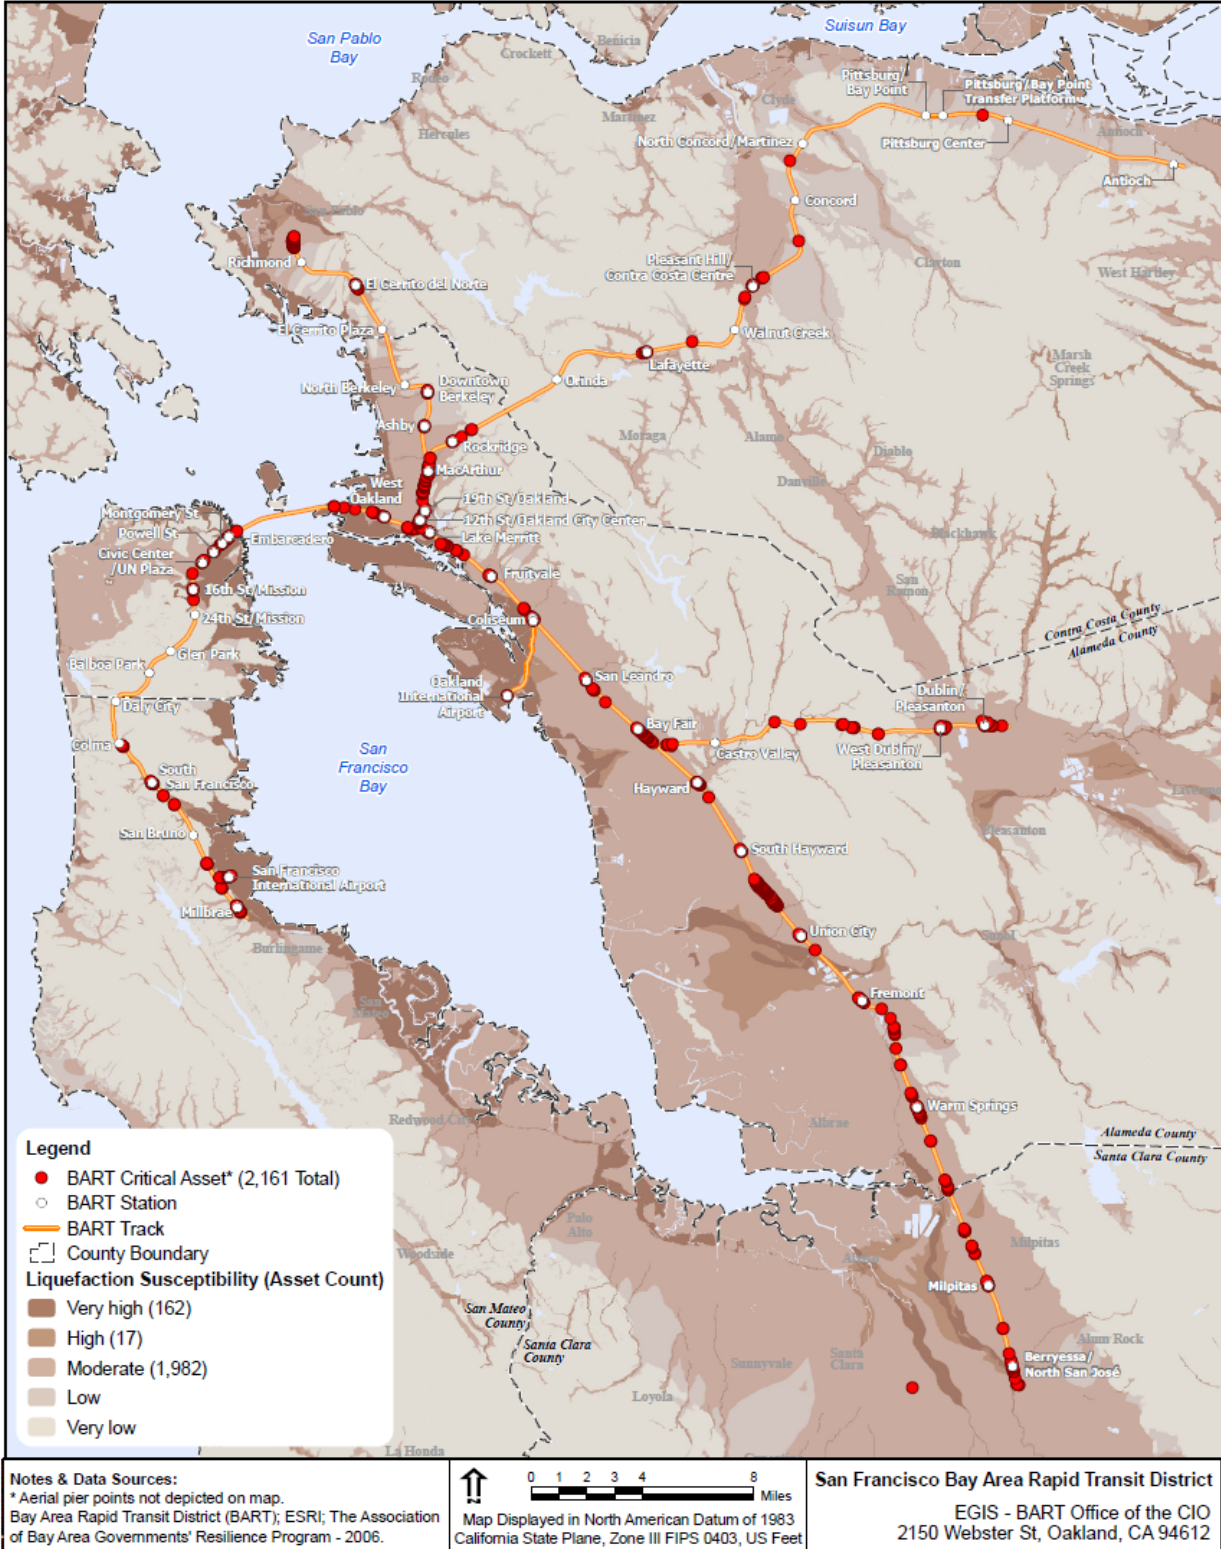 San Pablo
Bay
Suisun Bay
Crockett
Benicia
Rodeo
Hercules
Martinez
Clyde
Pittsburg/
Bay Point
Pittsburg/Bay Point
Transfer Platform
North Concord/Martinez
Pittsburg Center
Antioch
Antioch
Concord
San Pablo
Richmond
El Cerrito del Norte
Pleasant Hill/
Contra Costa Centre
Clayton
West Hartley
El Cerrito Plaza
Walnut Creek
Lafayette
Orinda
Marsh
Creek
Springs
North Berkeley
Downtown
Berkeley
Ashby
Rockridge
Moraga
Alamo
Diablo
MacArthur
Danville
West
Oakland
19th St/Oakland
12th St/Oakland City Center
Lake Merritt
Blackhawk
Montgomery St
Powell St
Embarcadero
Civic Center
/UN Plaza
16th St/Mission
24th St/Mission
Fruitvale
San
Ramon
Coliseum
Contra Costa County
Alameda County
Glen Park
Balboa Park
Daly City
Oakland
International
Airport
San Leandro
Dublin/
Pleasanton
Bay Fair
Castro Valley
West Dublin/
Pleasanton
Colma
San
Francisco
Bay
South
San Francisco
Hayward
Livermo
San Bruno
Pleasanton
South Hayward
San Francisco
International Airport
Millbrae
Burlingame
Union City
Sunol
San
Mateo
Fremont
Redwood City
Albrae
Warm Springs
Alameda County
Santa Clara County
Palo
Alto
Woodside
Milpitas
Alviso
Milpitas
San Mateo
County
Santa Clara
County
Sunnyvale
Santa
Clara
Alum Rock
Berryessa/
North San José
Loyola
La Honda
Legend
BART Critical Asset* (2,161 Total)
BART Station
BART Track
County Boundary
Liquefaction Susceptibility (Asset Count)
Very high (162)
High (17)
Moderate (1,982)
Low
Very low
Notes & Data Sources:
* Aerial pier points not depicted on map.
Bay Area Rapid Transit District (BART); ESRI; The Association
of Bay Area Governments' Resilience Program - 2006.
0 1 2 3 4 8
Miles
Map Displayed in North American Datum of 1983
California State Plane, Zone III FIPS 0403, US Feet
San Francisco Bay Area Rapid Transit District
EGIS - BART Office of the CIO
2150 Webster St, Oakland, CA 94612